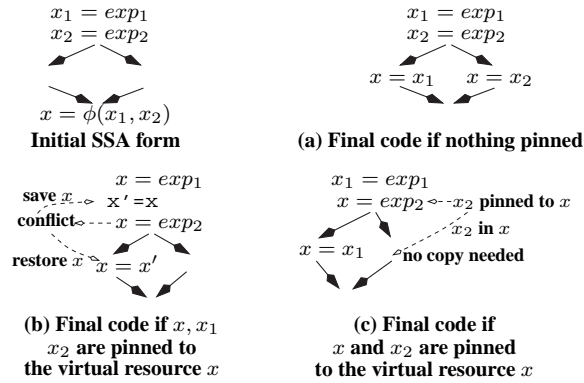 x₁ = exp₁
x₂ = exp₂
x = ϕ(x₁, x₂)
Initial SSA form
x₁ = exp₁
x₂ = exp₂
x = x₁
x = x₂
(a) Final code if nothing pinned
x = exp₁
save x
x'=x
conflict
x = exp₂
restore x
x = x'
(b) Final code if x, x₁
x₂ are pinned to
the virtual resource x
x₁ = exp₁
x = exp₂
x₂ pinned to x
x₂ in x
x = x₁
no copy needed
(c) Final code if
x and x₂ are pinned
to the virtual resource x